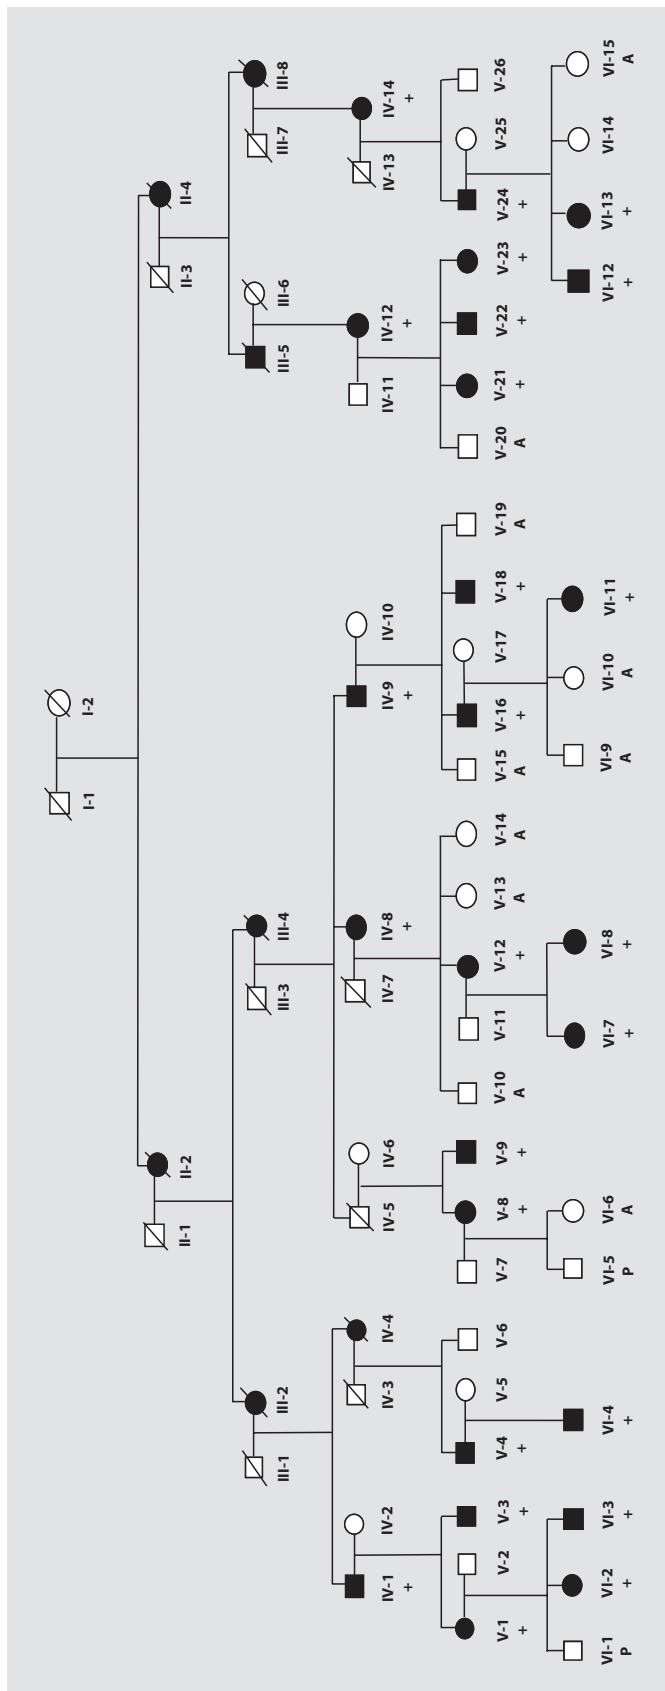 I-1 I-2
II-1 II-2 II-3 II-4
III-1 III-2 III-3 III-4 III-5 III-6 III-7 III-8
IV-1 IV-2 IV-3 IV-4 IV-5 IV-6 IV-7 IV-8 IV-9 IV-10 IV-11 IV-12 IV-13 IV-14
+ + + + +
V-1 V-2 V-3 V-4 V-5 V-6 V-7 V-8 V-9 V-10 V-11 V-12 V-13 V-14 V-15 V-16 V-17 V-18 V-19 V-20 V-21 V-22 V-23 V-24 V-25 V-26
+ + + + + A + A A A + + A A + + + +
VI-1 VI-2 VI-3 VI-4 VI-5 VI-6 VI-7 VI-8 VI-9 VI-10 VI-11 VI-12 VI-13 VI-14 VI-15
P + + + P A + + A A + + + A